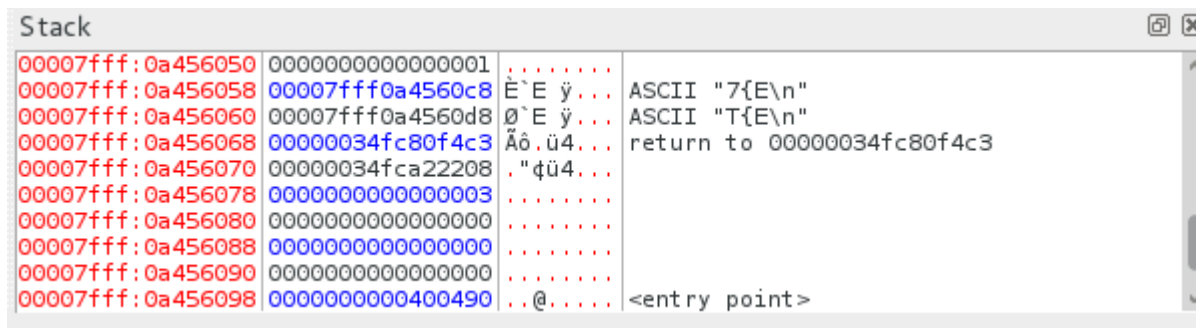 Stack
00007fff:0a456050 0000000000000001 ........
00007fff:0a456058 00007fff0a4560c8 È`E ÿ... ASCII "7{E\n"
00007fff:0a456060 00007fff0a4560d8 Ø`E ÿ... ASCII "T{E\n"
00007fff:0a456068 00000034fc80f4c3 Ãô.ü4... return to 00000034fc80f4c3
00007fff:0a456070 00000034fca22208 ."¢ü4...
00007fff:0a456078 0000000000000003 ........
00007fff:0a456080 0000000000000000 ........
00007fff:0a456088 0000000000000000 ........
00007fff:0a456090 0000000000000000 ........
00007fff:0a456098 0000000000400490 ..@..... <entry point>